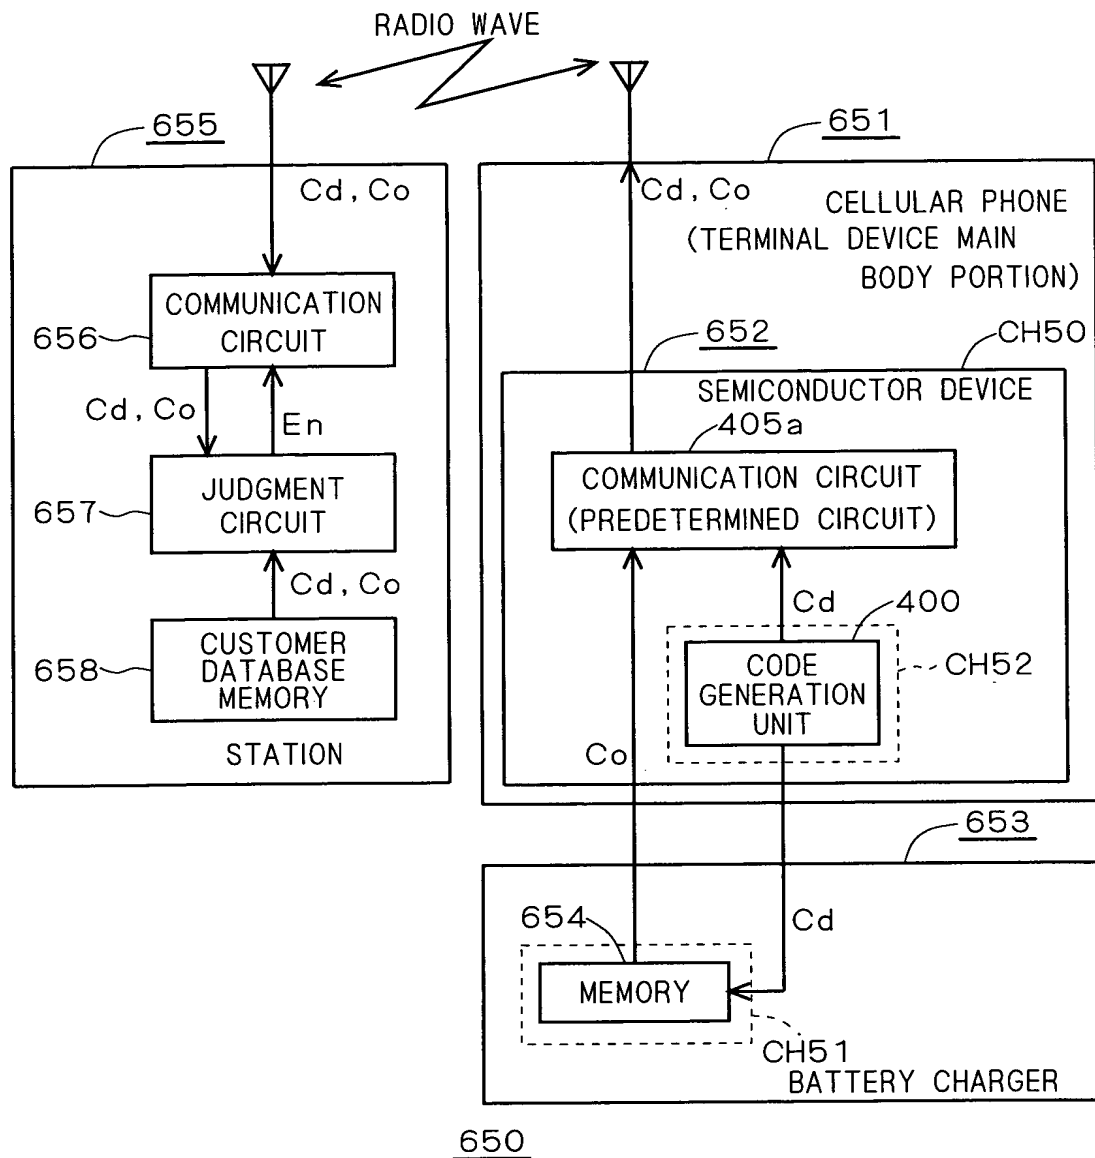 RADIO WAVE
655
Cd, Co
COMMUNICATION
CIRCUIT
656
Cd, Co
En
JUDGMENT
CIRCUIT
657
Cd, Co
CUSTOMER
DATABASE
MEMORY
658
STATION
651
Cd, Co
CELLULAR PHONE
(TERMINAL DEVICE MAIN
BODY PORTION)
652
CH50
SEMICONDUCTOR DEVICE
405a
COMMUNICATION CIRCUIT
(PREDETERMINED CIRCUIT)
Cd
400
CODE
GENERATION
UNIT
CH52
Co
653
654
Cd
MEMORY
CH51
BATTERY CHARGER
650